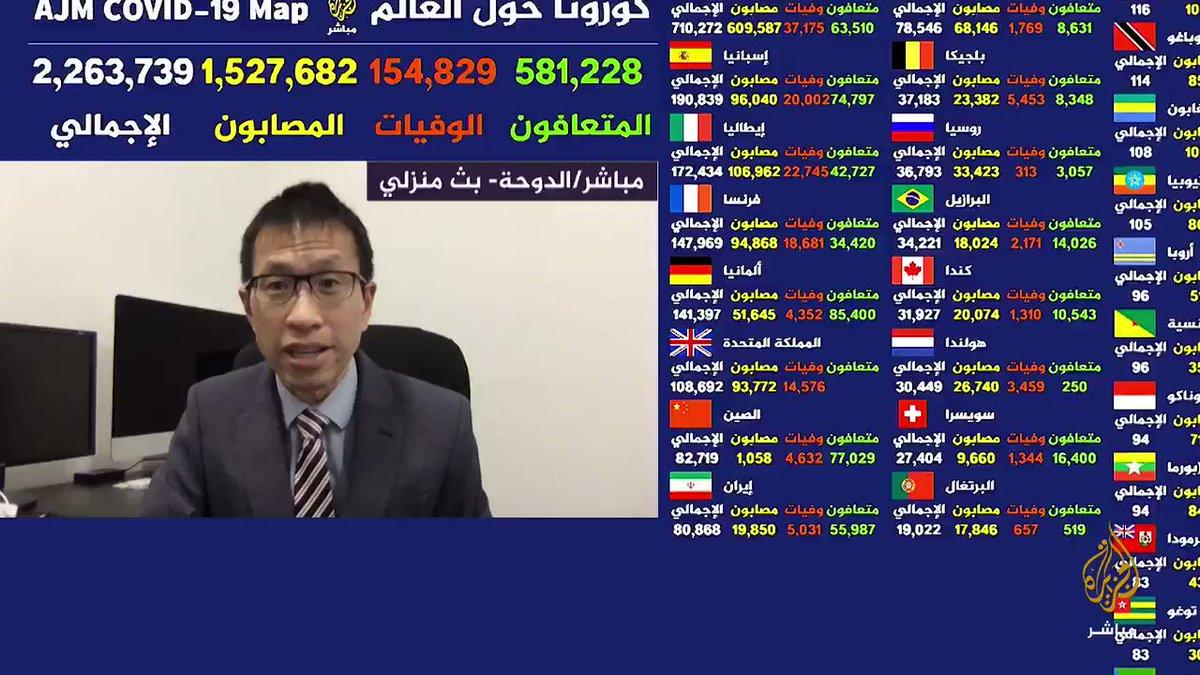 كورونا حول العالم مباشر AJM COVID-19 Map
2,263,739 1,527,682 154,829 581,228
الإجمالي المصابون الوفيات المتعافون
مباشر/الدوحة- بث منزلي
الإجمالي مصابون وفيات متعافون
710,272 609,587 37,175 63,510
إسبانيا
الإجمالي مصابون وفيات متعافون
190,839 96,040 20,002 74,797
إيطاليا
الإجمالي مصابون وفيات متعافون
172,434 106,962 22,745 42,727
فرنسا
الإجمالي مصابون وفيات متعافون
147,969 94,868 18,681 34,420
ألمانيا
الإجمالي مصابون وفيات متعافون
141,397 51,645 4,352 85,400
المملكة المتحدة
الإجمالي مصابون وفيات متعافون
108,692 93,772 14,576
الصين
الإجمالي مصابون وفيات متعافون
82,719 1,058 4,632 77,029
إيران
الإجمالي مصابون وفيات متعافون
80,868 19,850 5,031 55,987
الإجمالي مصابون وفيات متعافون
78,546 68,146 1,769 8,631
بلجيكا
الإجمالي مصابون وفيات متعافون
37,183 23,382 5,453 8,348
روسيا
الإجمالي مصابون وفيات متعافون
36,793 33,423 313 3,057
البرازيل
الإجمالي مصابون وفيات متعافون
34,221 18,024 2,171 14,026
كندا
الإجمالي مصابون وفيات متعافون
31,927 20,074 1,310 10,543
هولندا
الإجمالي مصابون وفيات متعافون
30,449 26,740 3,459 250
سويسرا
الإجمالي مصابون وفيات متعافون
27,404 9,660 1,344 16,400
البرتغال
الإجمالي مصابون وفيات متعافون
19,022 17,846 657 519
116
الإجمالي
114
الإجمالي
108
الإجمالي
105
أروبا
الإجمالي
96
الإجمالي
96
الإجمالي
94
الإجمالي
94
الإجمالي
83
توغو
الإجمالي
83
الجزيرة
مباشر